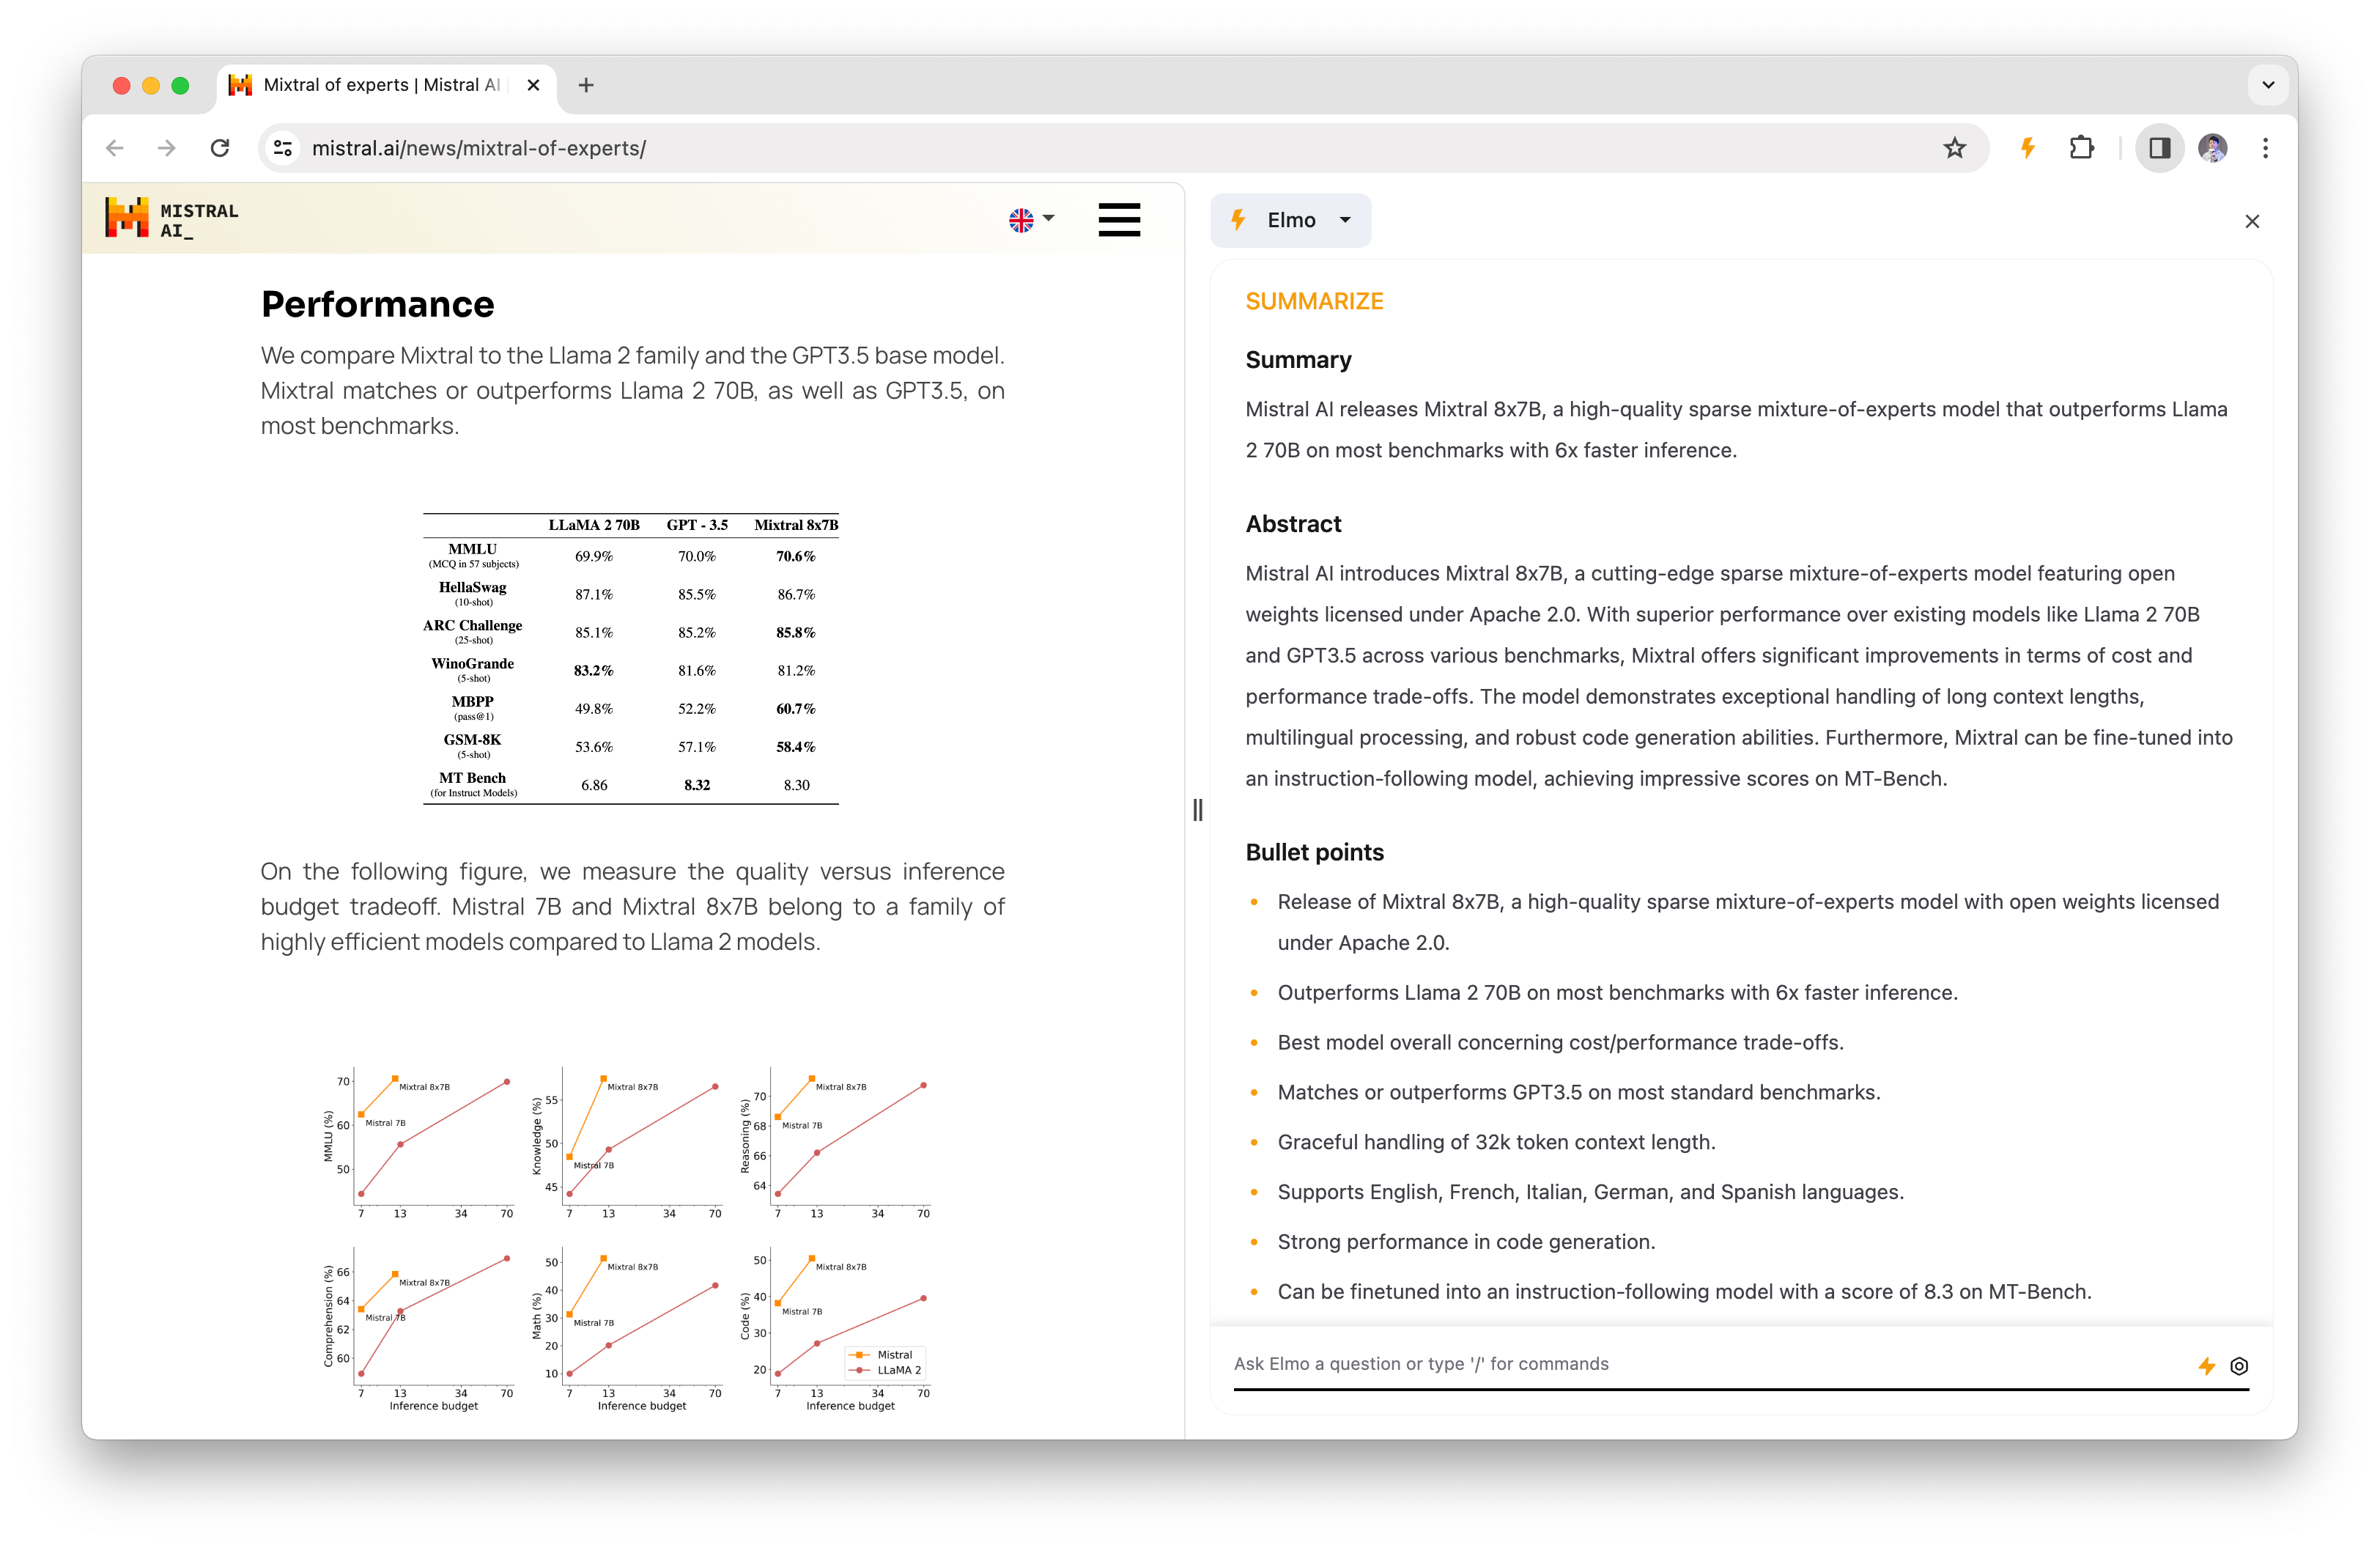 Mixtral of experts | Mistral AI
mistral.ai/news/mixtral-of-experts/
MISTRAL
AI_
Performance
We compare Mixtral to the Llama 2 family and the GPT3.5 base model.
Mixtral matches or outperforms Llama 2 70B, as well as GPT3.5, on
most benchmarks.
LLaMA 2 70B GPT - 3.5 Mixtral 8x7B
MMLU
(MCQ in 57 subjects)
69.9% 70.0% 70.6%
HellaSwag
(10-shot)
87.1% 85.5% 86.7%
ARC Challenge
(25-shot)
85.1% 85.2% 85.8%
WinoGrande
(5-shot)
83.2% 81.6% 81.2%
MBPP
(pass@1)
49.8% 52.2% 60.7%
GSM-8K
(5-shot)
53.6% 57.1% 58.4%
MT Bench
(for Instruct Models)
6.86 8.32 8.30
On the following figure, we measure the quality versus inference
budget tradeoff. Mistral 7B and Mixtral 8x7B belong to a family of
highly efficient models compared to Llama 2 models.
MMLU (%)
70
60
50
Mixtral 8x7B
Mistral 7B
7 13 34 70
Knowledge (%)
55
50
45
Mixtral 8x7B
Mistral 7B
7 13 34 70
Reasoning (%)
70
68
66
64
Mixtral 8x7B
Mistral 7B
7 13 34 70
Comprehension (%)
66
64
62
60
Mixtral 8x7B
Mistral 7B
7 13 34 70
Inference budget
Math (%)
50
40
30
20
10
Mixtral 8x7B
Mistral 7B
7 13 34 70
Inference budget
Code (%)
50
40
30
20
Mixtral 8x7B
Mistral 7B
Mistral
LLaMA 2
7 13 34 70
Inference budget
Elmo
SUMMARIZE
Summary
Mistral AI releases Mixtral 8x7B, a high-quality sparse mixture-of-experts model that outperforms Llama
2 70B on most benchmarks with 6x faster inference.
Abstract
Mistral AI introduces Mixtral 8x7B, a cutting-edge sparse mixture-of-experts model featuring open
weights licensed under Apache 2.0. With superior performance over existing models like Llama 2 70B
and GPT3.5 across various benchmarks, Mixtral offers significant improvements in terms of cost and
performance trade-offs. The model demonstrates exceptional handling of long context lengths,
multilingual processing, and robust code generation abilities. Furthermore, Mixtral can be fine-tuned into
an instruction-following model, achieving impressive scores on MT-Bench.
Bullet points
• Release of Mixtral 8x7B, a high-quality sparse mixture-of-experts model with open weights licensed
under Apache 2.0.
• Outperforms Llama 2 70B on most benchmarks with 6x faster inference.
• Best model overall concerning cost/performance trade-offs.
• Matches or outperforms GPT3.5 on most standard benchmarks.
• Graceful handling of 32k token context length.
• Supports English, French, Italian, German, and Spanish languages.
• Strong performance in code generation.
• Can be finetuned into an instruction-following model with a score of 8.3 on MT-Bench.
Ask Elmo a question or type '/' for commands